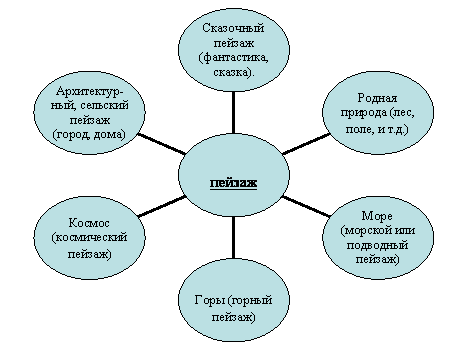 Сказочный
пейзаж
(фантастика,
сказка).
Архитектур-
ный, сельский
пейзаж
(город, дома)
Родная
природа (лес,
поле, и т.д.)
пейзаж
Космос
(космический
пейзаж)
Море
(морской или
подводный
пейзаж)
Горы (горный
пейзаж)